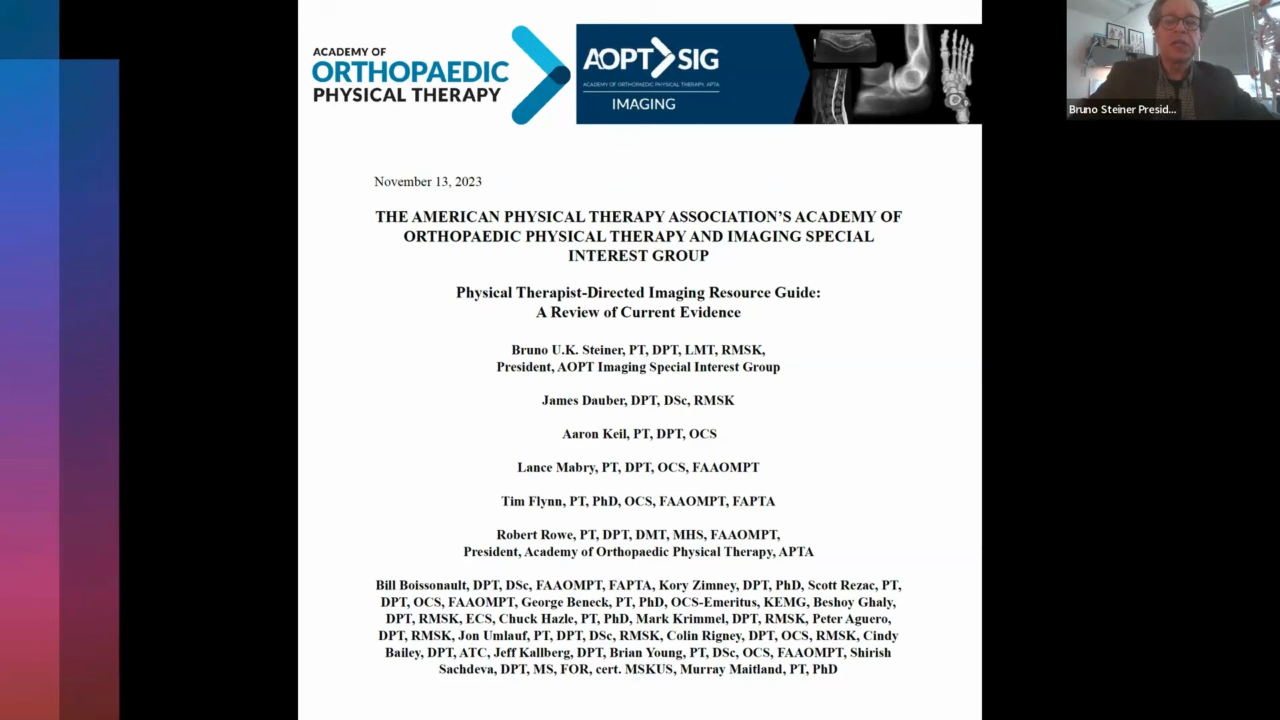 ACADEMY OF
ORTHOPAEDIC
PHYSICAL THERAPY
AOPT SIG
ACADEMY OF ORTHOPAEDIC PHYSICAL THERAPY, APTA
IMAGING
Bruno Steiner Presid...
November 13, 2023
THE AMERICAN PHYSICAL THERAPY ASSOCIATION'S ACADEMY OF
ORTHOPAEDIC PHYSICAL THERAPY AND IMAGING SPECIAL
INTEREST GROUP
Physical Therapist-Directed Imaging Resource Guide:
A Review of Current Evidence
Bruno U.K. Steiner, PT, DPT, LMT, RMSK,
President, AOPT Imaging Special Interest Group
James Dauber, DPT, DSc, RMSK
Aaron Keil, PT, DPT, OCS
Lance Mabry, PT, DPT, OCS, FAAOMPT
Tim Flynn, PT, PhD, OCS, FAAOMPT, FAPTA
Robert Rowe, PT, DPT, DMT, MHS, FAAOMPT,
President, Academy of Orthopaedic Physical Therapy, APTA
Bill Boissonault, DPT, DSc, FAAOMPT, FAPTA, Kory Zimney, DPT, PhD, Scott Rezac, PT,
DPT, OCS, FAAOMPT, George Beneck, PT, PhD, OCS-Emeritus, KEMG, Beshoy Ghaly,
DPT, RMSK, ECS, Chuck Hazle, PT, PhD, Mark Krimmel, DPT, RMSK, Peter Aguero,
DPT, RMSK, Jon Umlauf, PT, DPT, DSc, RMSK, Colin Rigney, DPT, OCS, RMSK, Cindy
Bailey, DPT, ATC, Jeff Kallberg, DPT, Brian Young, PT, DSc, OCS, FAAOMPT, Shirish
Sachdeva, DPT, MS, FOR, cert. MSKUS, Murray Maitland, PT, PhD